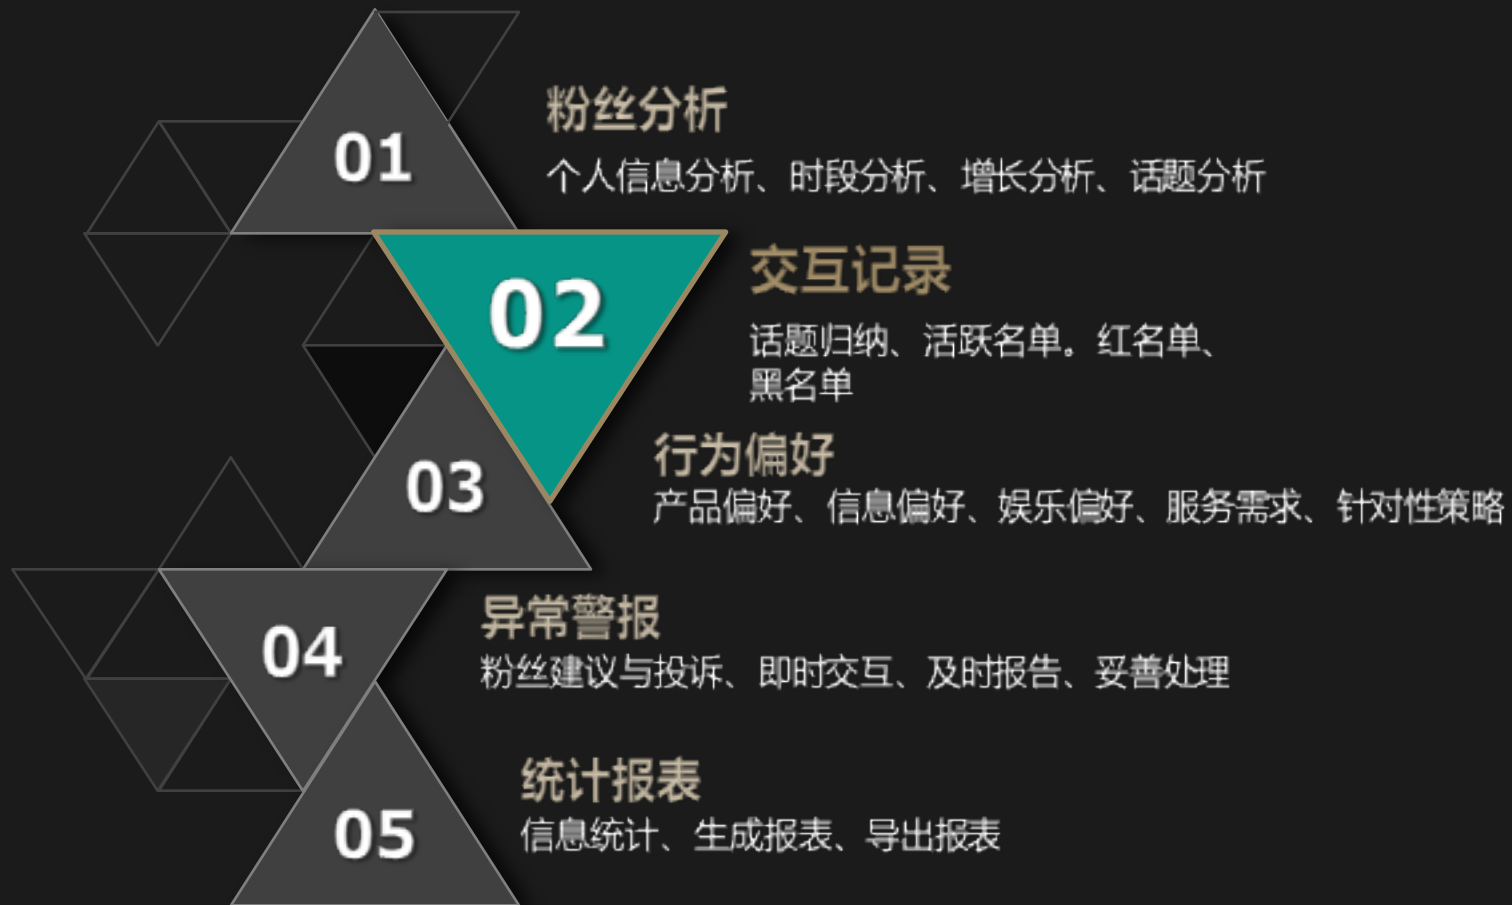 01
粉丝分析
个人信息分析、时段分析、增长分析、话题分析
02
交互记录
话题归纳、活跃名单。红名单、
黑名单
03
行为偏好
产品偏好、信息偏好、娱乐偏好、服务需求、针对性策略
04
异常警报
粉丝建议与投诉、即时交互、及时报告、妥善处理
05
统计报表
信息统计、生成报表、导出报表